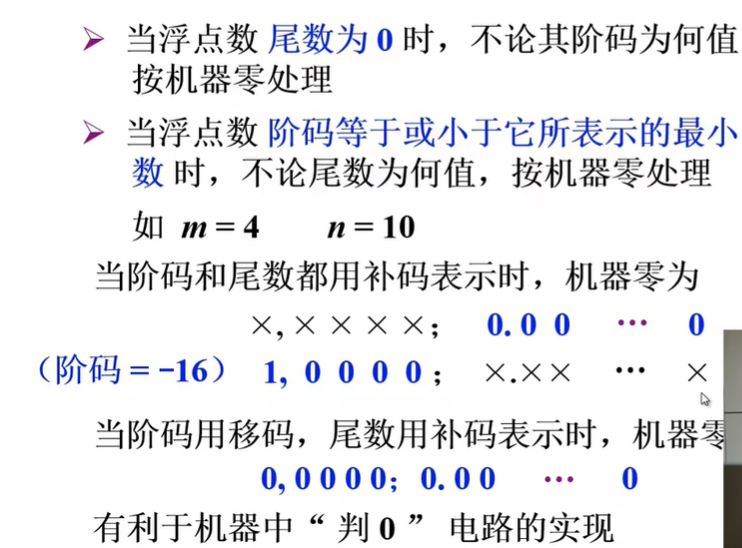 ➢ 当浮点数 尾数为 0 时，不论其阶码为何值
按机器零处理
➢ 当浮点数 阶码等于或小于它所表示的最小
数 时，不论尾数为何值，按机器零处理
如 m = 4 n = 10
当阶码和尾数都用补码表示时，机器零为
×, × × × ×； 0. 0 0 … 0
（阶码 = -16） 1, 0 0 0 0； ×.×× … ×
当阶码用移码，尾数用补码表示时，机器零
0, 0 0 0 0；0. 0 0 … 0
有利于机器中“ 判 0 ” 电路的实现